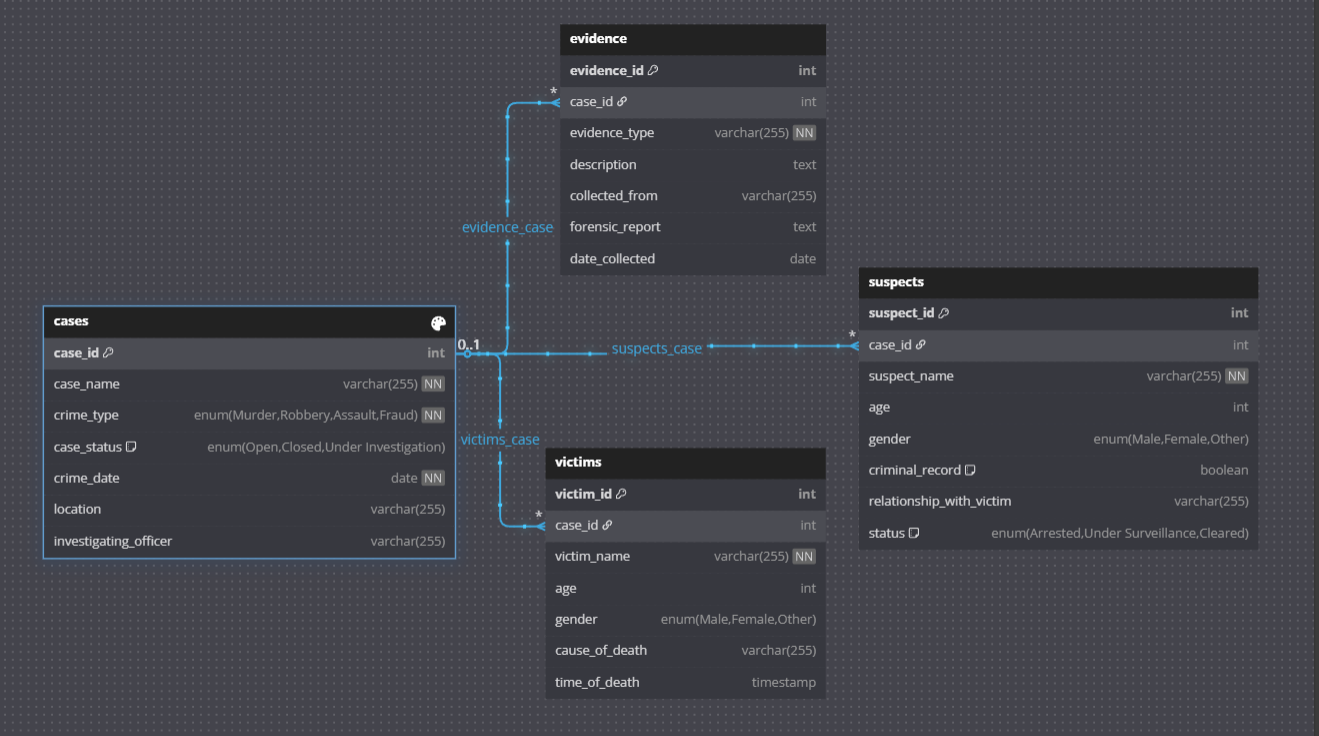 evidence
evidence_id int
* case_id int
evidence_type varchar(255) NN
description text
collected_from varchar(255)
evidence_case forensic_report text
date_collected date
suspects
suspect_id int
* case_id int
suspect_name varchar(255) NN
age int
gender enum(Male,Female,Other)
criminal_record boolean
relationship_with_victim varchar(255)
status enum(Arrested,Under Surveillance,Cleared)
cases
case_id int 0..1
case_name varchar(255) NN
crime_type enum(Murder,Robbery,Assault,Fraud) NN
case_status enum(Open,Closed,Under Investigation)
crime_date date NN
location varchar(255)
investigating_officer varchar(255)
suspects_case
victims_case
victims
victim_id int
* case_id int
victim_name varchar(255) NN
age int
gender enum(Male,Female,Other)
cause_of_death varchar(255)
time_of_death timestamp